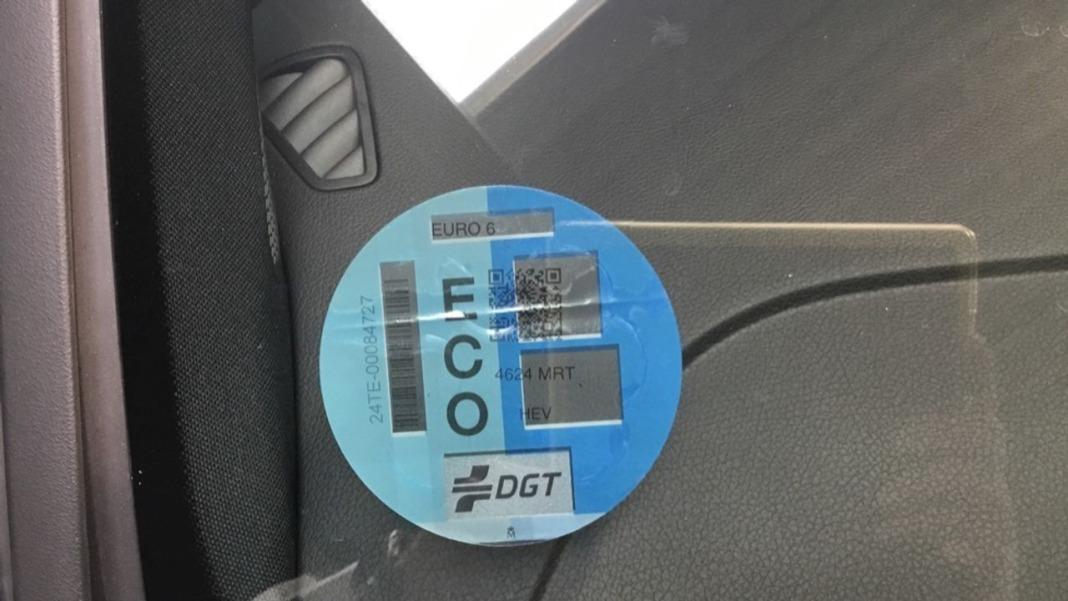 EURO 6
24TE-00084727
ECO
4624 MRT
HEV
DGT